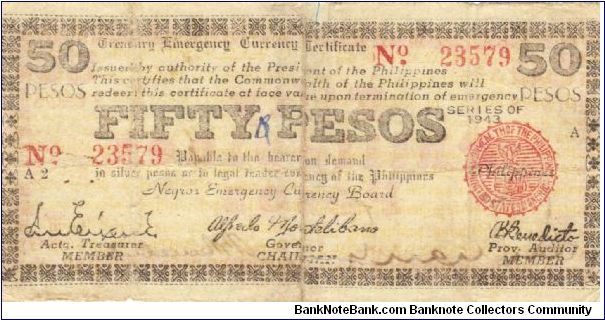 50 Treasury Emergency Currency Certificate 50
Nº 23579
Issued by authority of the President of the Philippines
PESOS This certifies that the Commonwealth of the Philippines will PESOS
redeem this certificate at face value upon termination of emergency
FIFTY PESOS
SERIES OF
1943
Nº 23579
A
A 2
Payable to the bearer on demand
in silver pesos or in legal tender currency of the Philippines
Negros Emergency Currency Board
Philippines
Alfredo Montelibano
Actg. Treasurer Governor Prov. Auditor
MEMBER CHAIRMAN MEMBER
BankNoteBank.com Banknote Collectors Community